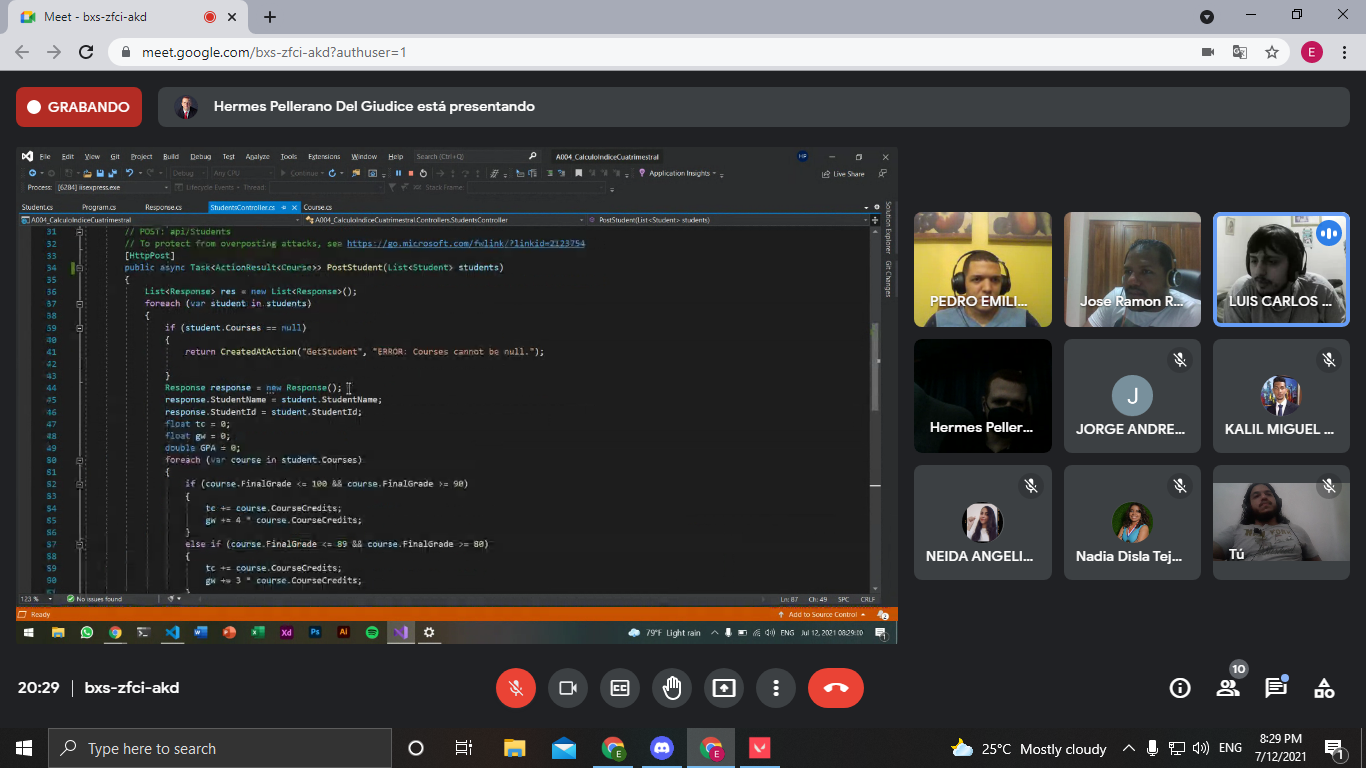 Meet - bxs-zfci-akd
meet.google.com/bxs-zfci-akd?authuser=1
E
GRABANDO
Hermes Pellerano Del Giudice está presentando
File Edit View Git Project Build Debug Test Analyze Tools Extensions Window Help Search (Ctrl+Q) A004_CalculoIndiceCuatrimestral HP
Debug Any CPU Continue Application Insights Live Share
Process: [6284] iisexpress.exe Lifecycle Events Thread: Stack Frame:
Student.cs Program.cs Response.cs StudentsController.cs Course.cs
A004_CalculoIndiceCuatrimestral A004_CalculoIndiceCuatrimestral.Controllers.StudentsController PostStudent(List<Student> students)
Solution Explorer Git Changes
31 // POST: api/Students
32 // To protect from overposting attacks, see https://go.microsoft.com/fwlink/?linkid=2123754
33 [HttpPost]
34 public async Task<ActionResult<Course>> PostStudent(List<Student> students)
35 {
36 List<Response> res = new List<Response>();
37 foreach (var student in students)
38 {
39 if (student.Courses == null)
40 {
41 return CreatedAtAction("GetStudent", "ERROR: Courses cannot be null.");
42
43 }
44 Response response = new Response();
45 response.StudentName = student.StudentName;
46 response.StudentId = student.StudentId;
47 float tc = 0;
48 float gw = 0;
49 double GPA = 0;
50 foreach (var course in student.Courses)
51 {
52 if (course.FinalGrade <= 100 && course.FinalGrade >= 90)
53 {
54 tc += course.CourseCredits;
55 gw += 4 * course.CourseCredits;
56 }
57 else if (course.FinalGrade <= 89 && course.FinalGrade >= 80)
58 {
59 tc += course.CourseCredits;
60 gw += 3 * course.CourseCredits;
61 }
123 % No issues found Ln: 87 Ch: 49 SPC CRLF
Ready Add to Source Control 2
79°F Light rain ENG Jul 12, 2021 08:29:00 1
PEDRO EMILI...
Jose Ramon R...
LUIS CARLOS ...
Hermes Peller...
J
JORGE ANDRE...
KALIL MIGUEL ...
NEIDA ANGELI...
Nadia Disla Tej...
Tú
20:29 | bxs-zfci-akd
10
Type here to search
25°C Mostly cloudy
ENG
8:29 PM
7/12/2021
1